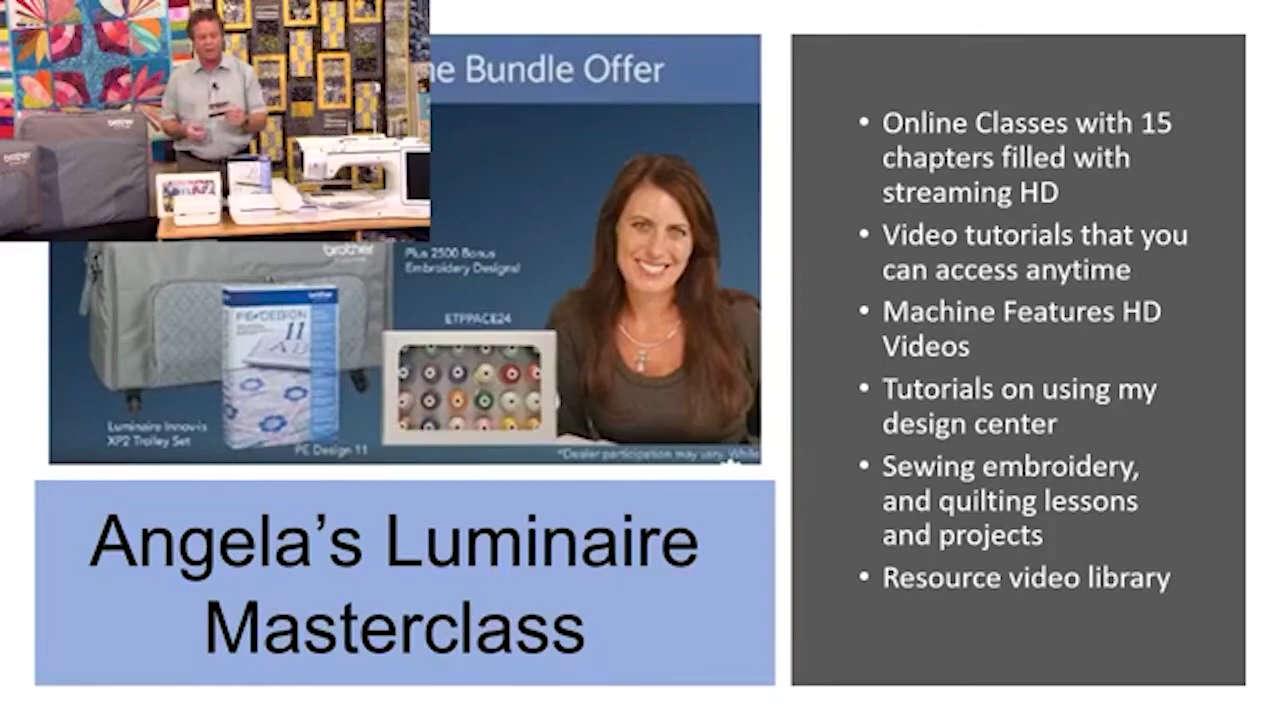 ne Bundle Offer
brother
Plus 2500 Bonus
Embroidery Designs!
ETPPACE24
brother
PE DESIGN
11
Luminaire Innov-is
XP2 Trolley Set
PE Design 11
*Dealer participation may vary. While
Angela's Luminaire
Masterclass
• Online Classes with 15
chapters filled with
streaming HD
• Video tutorials that you
can access anytime
• Machine Features HD
Videos
• Tutorials on using my
design center
• Sewing embroidery,
and quilting lessons
and projects
• Resource video library